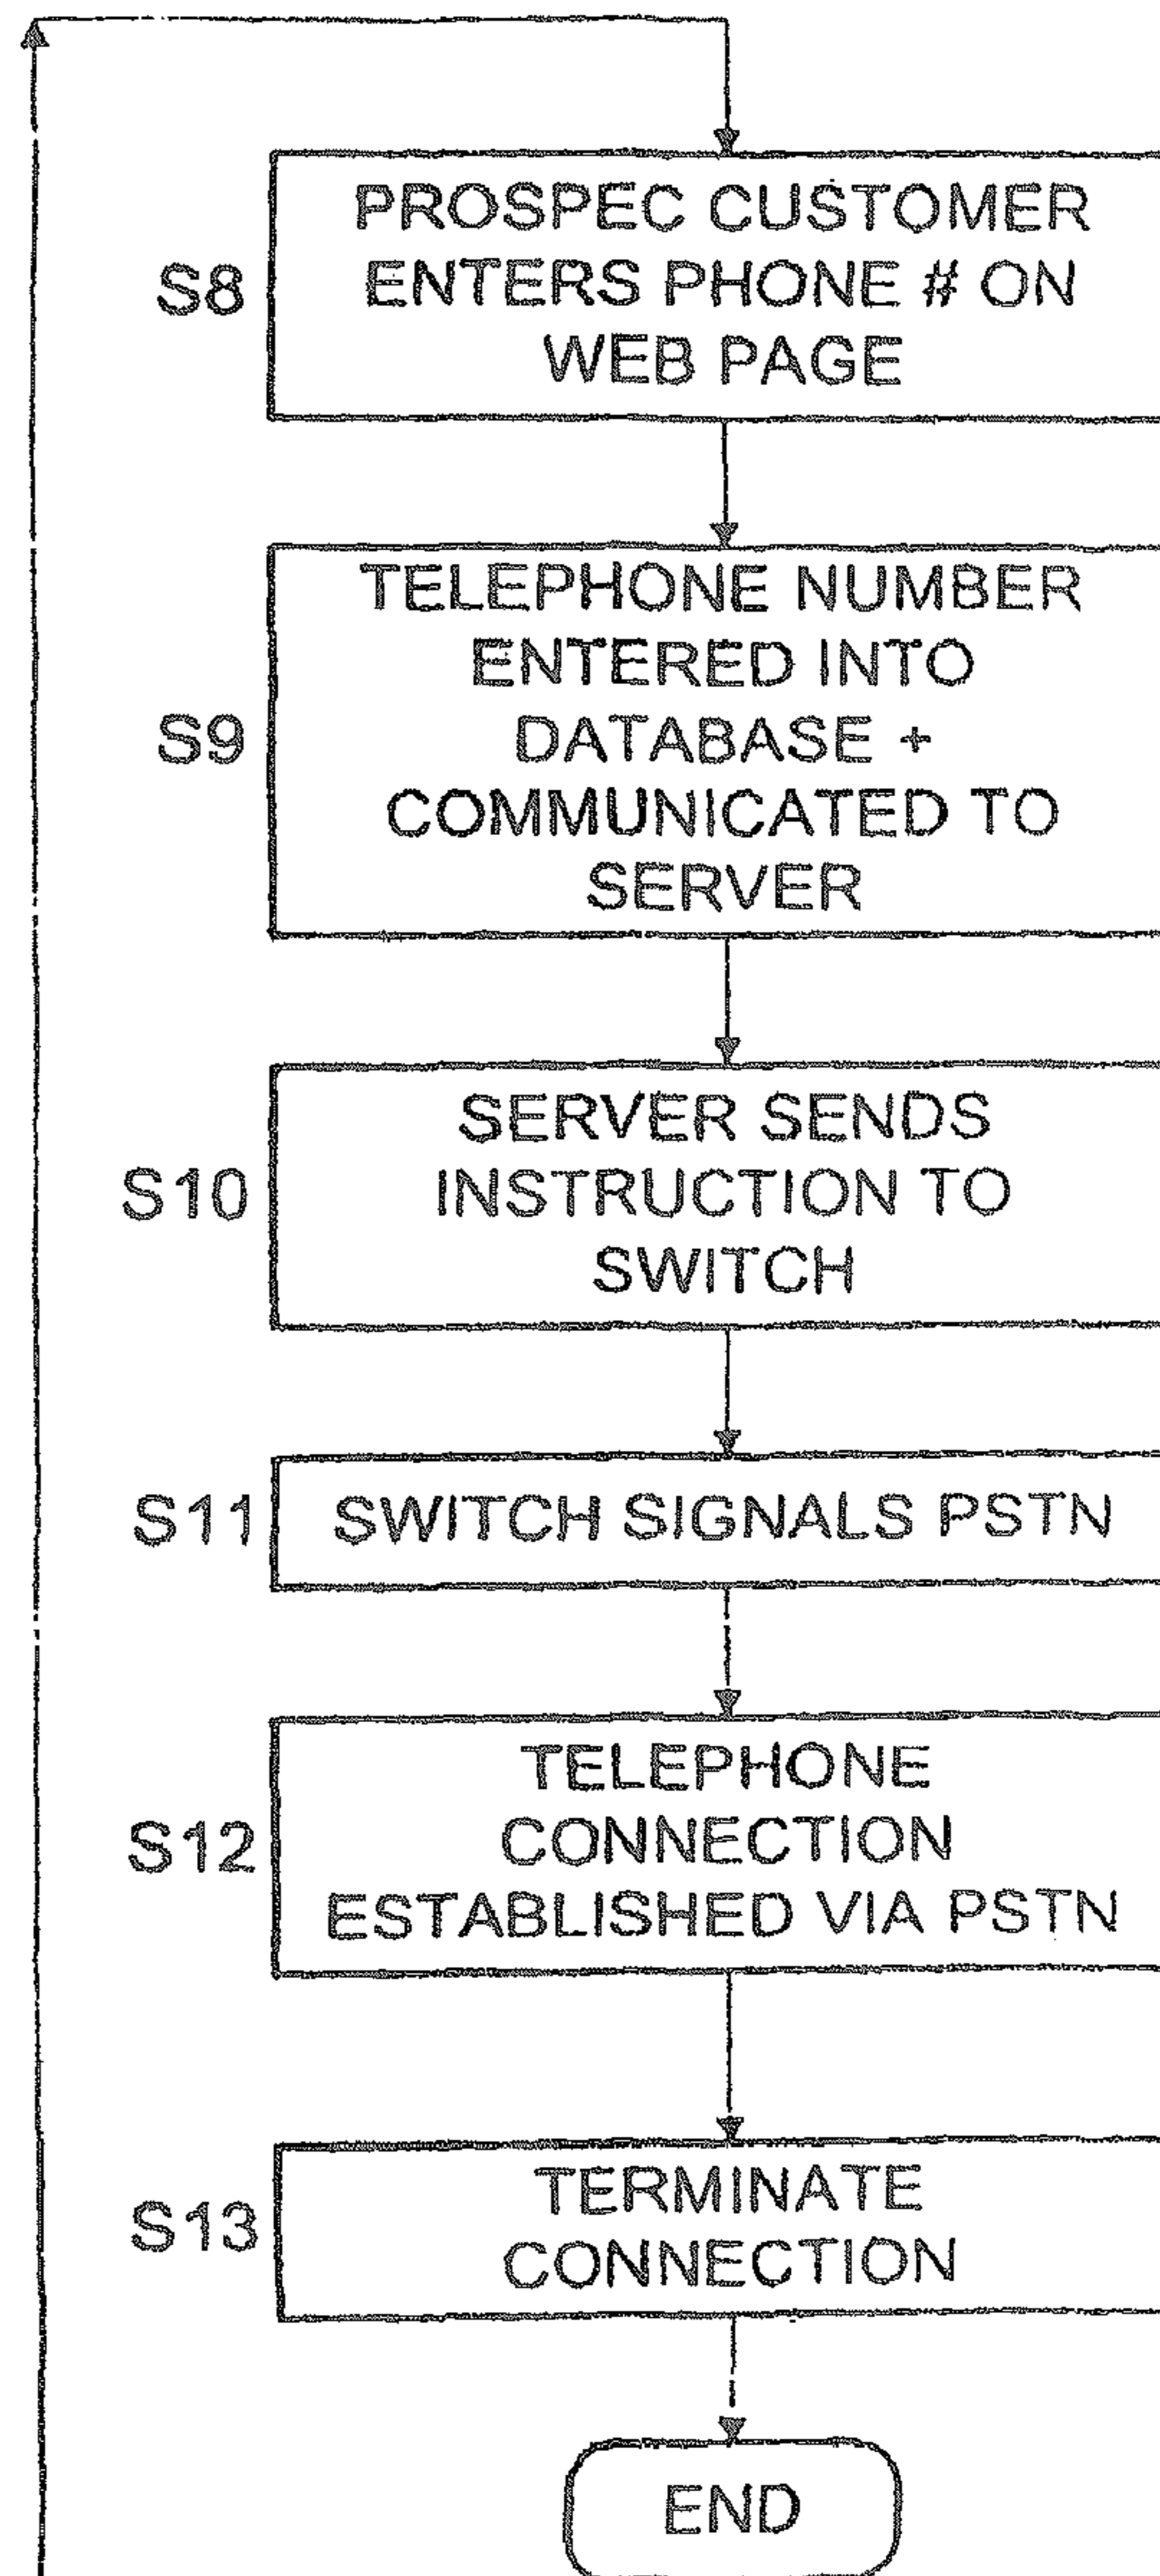 PROSPEC CUSTOMER
S8 ENTERS PHONE # ON
WEB PAGE
TELEPHONE NUMBER
ENTERED INTO
S9 DATABASE +
COMMUNICATED TO
SERVER
SERVER SENDS
S10 INSTRUCTION TO
SWITCH
S11 SWITCH SIGNALS PSTN
TELEPHONE
S12 CONNECTION
ESTABLISHED VIA PSTN
TERMINATE
S13 CONNECTION
END